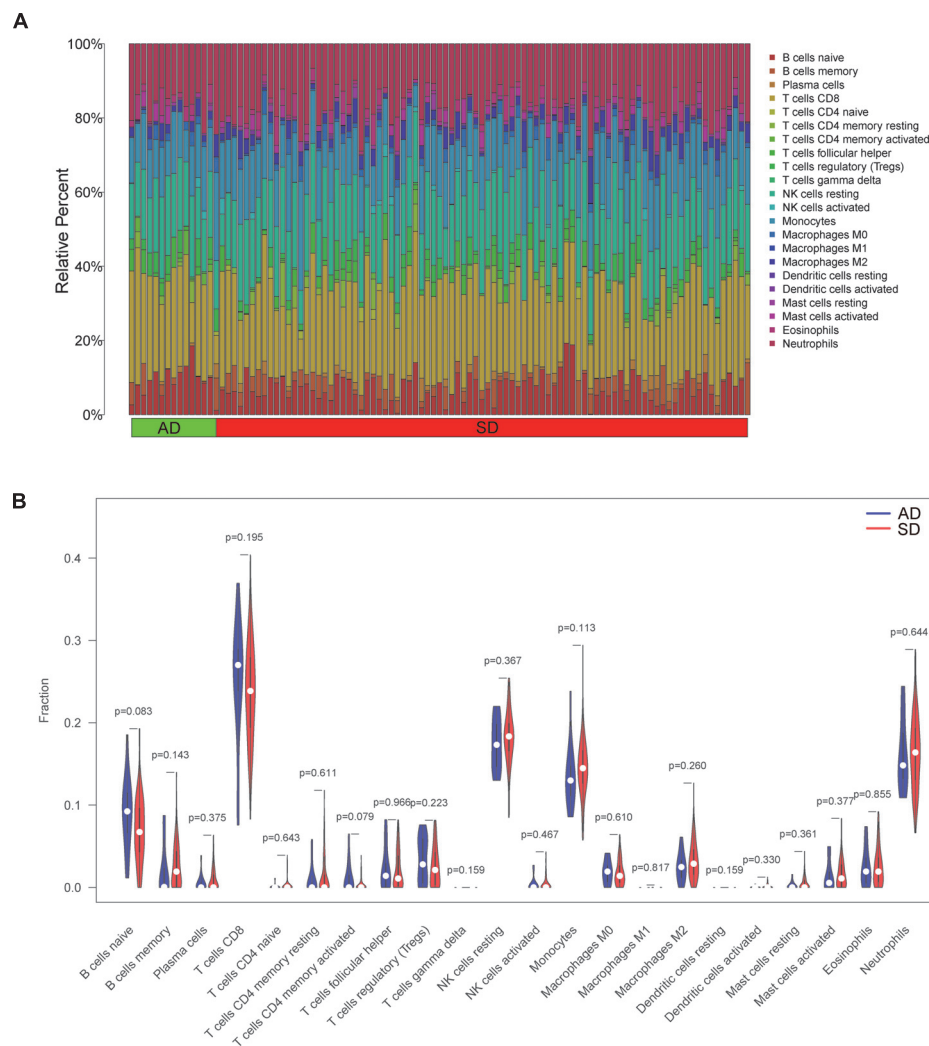 A
100%
80%
60%
40%
20%
0%
Relative Percent
AD
SD
B cells naive
B cells memory
Plasma cells
T cells CD8
T cells CD4 naive
T cells CD4 memory resting
T cells CD4 memory activated
T cells follicular helper
T cells regulatory (Tregs)
T cells gamma delta
NK cells resting
NK cells activated
Monocytes
Macrophages M0
Macrophages M1
Macrophages M2
Dendritic cells resting
Dendritic cells activated
Mast cells resting
Mast cells activated
Eosinophils
Neutrophils
B
AD
SD
Fraction
0.4
0.3
0.2
0.1
0.0
p=0.083
p=0.143
p=0.375
p=0.195
p=0.643
p=0.611
p=0.079
p=0.966
p=0.223
p=0.159
p=0.367
p=0.467
p=0.113
p=0.610
p=0.817
p=0.260
p=0.159
p=0.330
p=0.361
p=0.377
p=0.855
p=0.644
B cells naive
B cells memory
Plasma cells
T cells CD8
T cells CD4 naive
T cells CD4 memory resting
T cells CD4 memory activated
T cells follicular helper
T cells regulatory (Tregs)
T cells gamma delta
NK cells resting
NK cells activated
Monocytes
Macrophages M0
Macrophages M1
Macrophages M2
Dendritic cells resting
Dendritic cells activated
Mast cells resting
Mast cells activated
Eosinophils
Neutrophils